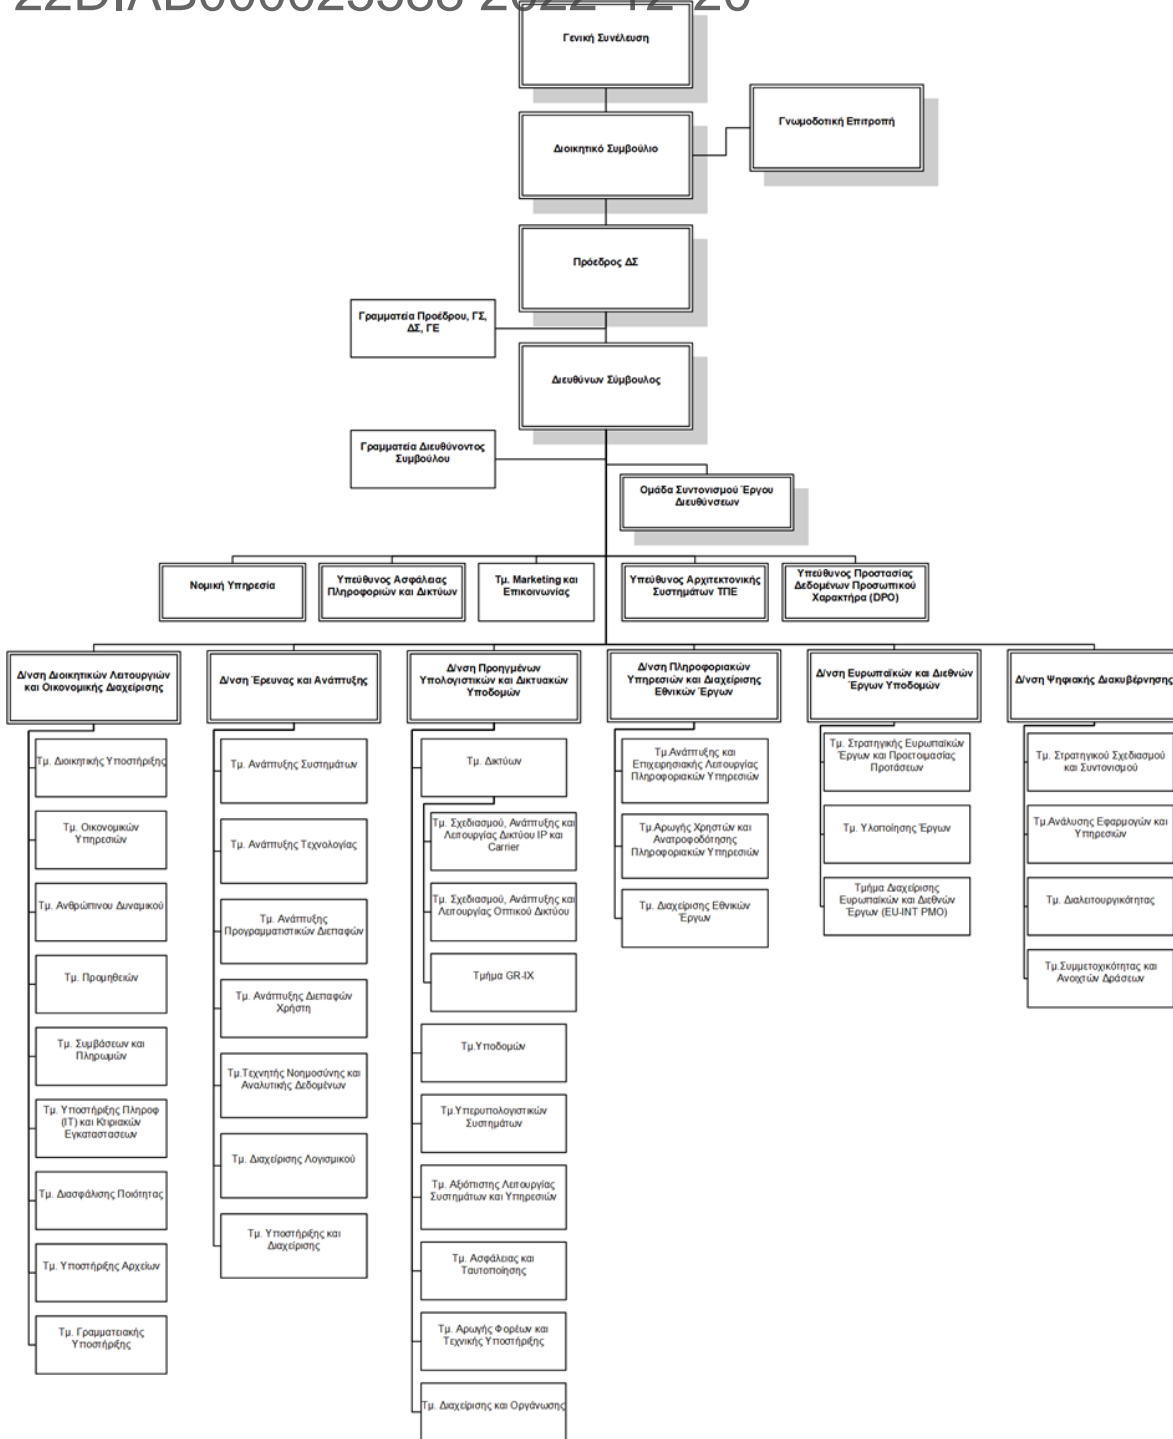 Γενική Συνέλευση
Γνωμοδοτική Επιτροπή
Διοικητικό Συμβούλιο
Πρόεδρος ΔΣ
Γραμματεία Προέδρου, ΓΣ,
ΔΣ, ΓΕ
Διευθύνων Σύμβουλος
Γραμματεία Διευθύνοντος
Συμβούλου
Ομάδα Συντονισμού Έργου
Διευθύνσεων
Νομική Υπηρεσία
Υπεύθυνος Ασφάλειας
Πληροφοριών και Δικτύων
Τμ. Marketing και
Επικοινωνίας
Υπεύθυνος Αρχιτεκτονικής
Συστημάτων ΤΠΕ
Υπεύθυνος Προστασίας
Δεδομένων Προσωπικού
Χαρακτήρα (DPO)
Δ/νση Διοικητικών Λειτουργιών
και Οικονομικής Διαχείρισης
Τμ. Διοικητικής Υποστήριξης
Τμ. Οικονομικών
Υπηρεσιών
Τμ. Ανθρώπινου Δυναμικού
Τμ. Προμηθειών
Τμ. Συμβάσεων και
Πληρωμών
Τμ. Υποστήριξης Πληροφ
(IT) και Κτιριακών
Εγκαταστασεων
Τμ. Διασφάλισης Ποιότητας
Τμ. Υποστήριξης Αρχείων
Τμ. Γραμματειακής
Υποστήριξης
Δ/νση Έρευνας και Ανάπτυξης
Τμ. Ανάπτυξης Συστημάτων
Τμ. Ανάπτυξης Τεχνολογίας
Τμ. Ανάπτυξης
Προγραμματιστικών Διεπαφών
Τμ. Ανάπτυξης Διεπαφών
Χρήστη
Τμ.Τεχνητής Νοημοσύνης και
Αναλυτικής Δεδομένων
Τμ. Διαχείρισης Λογισμικού
Τμ. Υποστήριξης και
Διαχείρισης
Δ/νση Προηγμένων
Υπολογιστικών και Δικτυακών
Υποδομών
Τμ. Δικτύων
Τμ. Σχεδιασμού, Ανάπτυξης και
Λειτουργίας Δικτύου IP και
Carrier
Τμ. Σχεδιασμού, Ανάπτυξης και
Λειτουργίας Οπτικού Δικτύου
Τμήμα GR-IX
Τμ.Υποδομών
Τμ.Υπερυπολογιστικών
Συστημάτων
Τμ. Αξιόπιστης Λειτουργίας
Συστημάτων και Υπηρεσιών
Τμ. Ασφάλειας και
Ταυτοποίησης
Τμ. Αρωγής Φορέων και
Τεχνικής Υποστήριξης
Τμ. Διαχείρισης και Οργάνωσης
Δ/νση Πληροφοριακών
Υπηρεσιών και Διαχείρισης
Εθνικών Έργων
Τμ.Ανάπτυξης και
Επιχειρησιακής Λειτουργίας
Πληροφοριακών Υπηρεσιών
Τμ.Αρωγής Χρηστών και
Ανατροφοδότησης
Πληροφοριακών Υπηρεσιών
Τμ. Διαχείρισης Εθνικών
Έργων
Δ/νση Ευρωπαϊκών και Διεθνών
Έργων Υποδομών
Τμ. Στρατηγικής Ευρωπαϊκών
Έργων και Προετοιμασίας
Προτάσεων
Τμ. Υλοποίησης Έργων
Τμήμα Διαχείρισης
Ευρωπαϊκών και Διεθνών
Έργων (EU-INT PMO)
Δ/νση Ψηφιακής Διακυβέρνησης
Τμ. Στρατηγικού Σχεδιασμού
και Συντονισμού
Τμ.Ανάλυσης Εφαρμογών και
Υπηρεσιών
Τμ. Διαλειτουργικότητας
Τμ.Συμμετοχικότητας και
Ανοιχτών Δράσεων